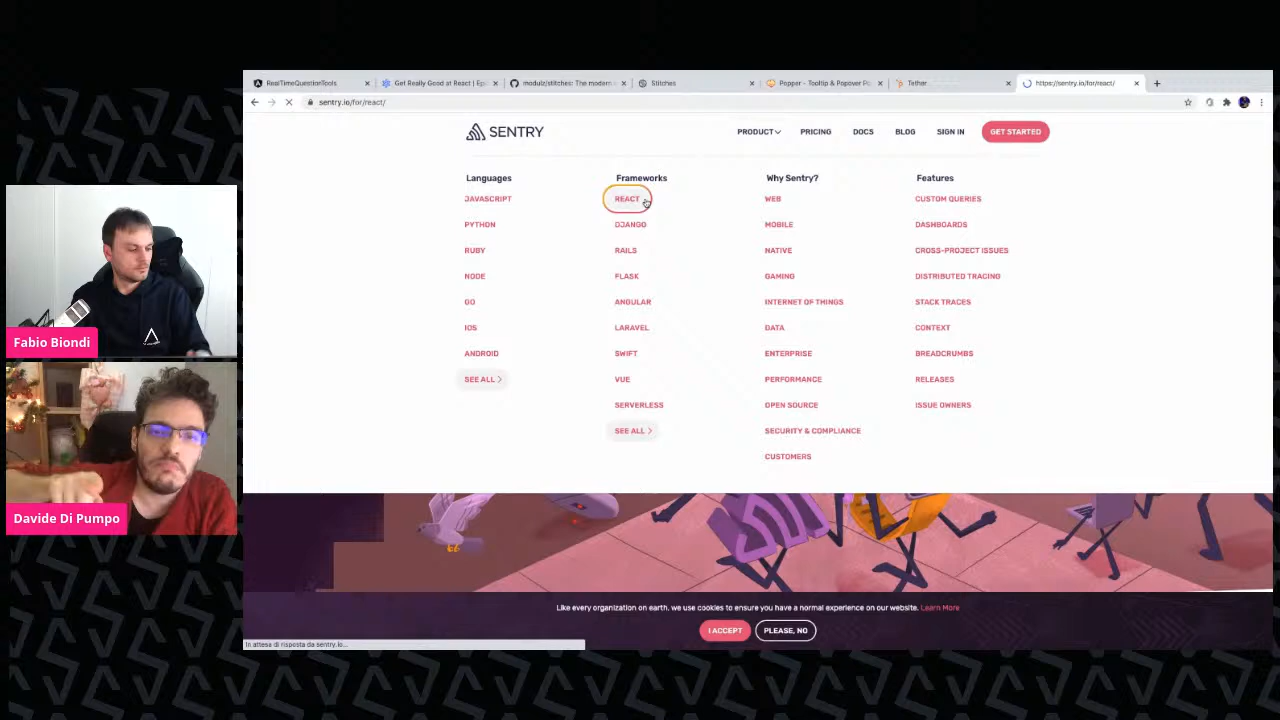 RealTimeQuestionTools
Get Really Good at React | Epi
modulz/stitches: The modern
Stitches
Popper - Tooltip & Popover Po
Tether
https://sentry.io/for/react/
sentry.io/for/react/
SENTRY
PRODUCT
PRICING
DOCS
BLOG
SIGN IN
GET STARTED
Languages
JAVASCRIPT
PYTHON
RUBY
NODE
GO
IOS
ANDROID
SEE ALL >
Frameworks
REACT
DJANGO
RAILS
FLASK
ANGULAR
LARAVEL
SWIFT
VUE
SERVERLESS
SEE ALL >
Why Sentry?
WEB
MOBILE
NATIVE
GAMING
INTERNET OF THINGS
DATA
ENTERPRISE
PERFORMANCE
OPEN SOURCE
SECURITY & COMPLIANCE
CUSTOMERS
Features
CUSTOM QUERIES
DASHBOARDS
CROSS-PROJECT ISSUES
DISTRIBUTED TRACING
STACK TRACES
CONTEXT
BREADCRUMBS
RELEASES
ISSUE OWNERS
Fabio Biondi
Davide Di Pumpo
Like every organization on earth, we use cookies to ensure you have a normal experience on our website. Learn More
I ACCEPT
PLEASE, NO
In attesa di risposta da sentry.io...